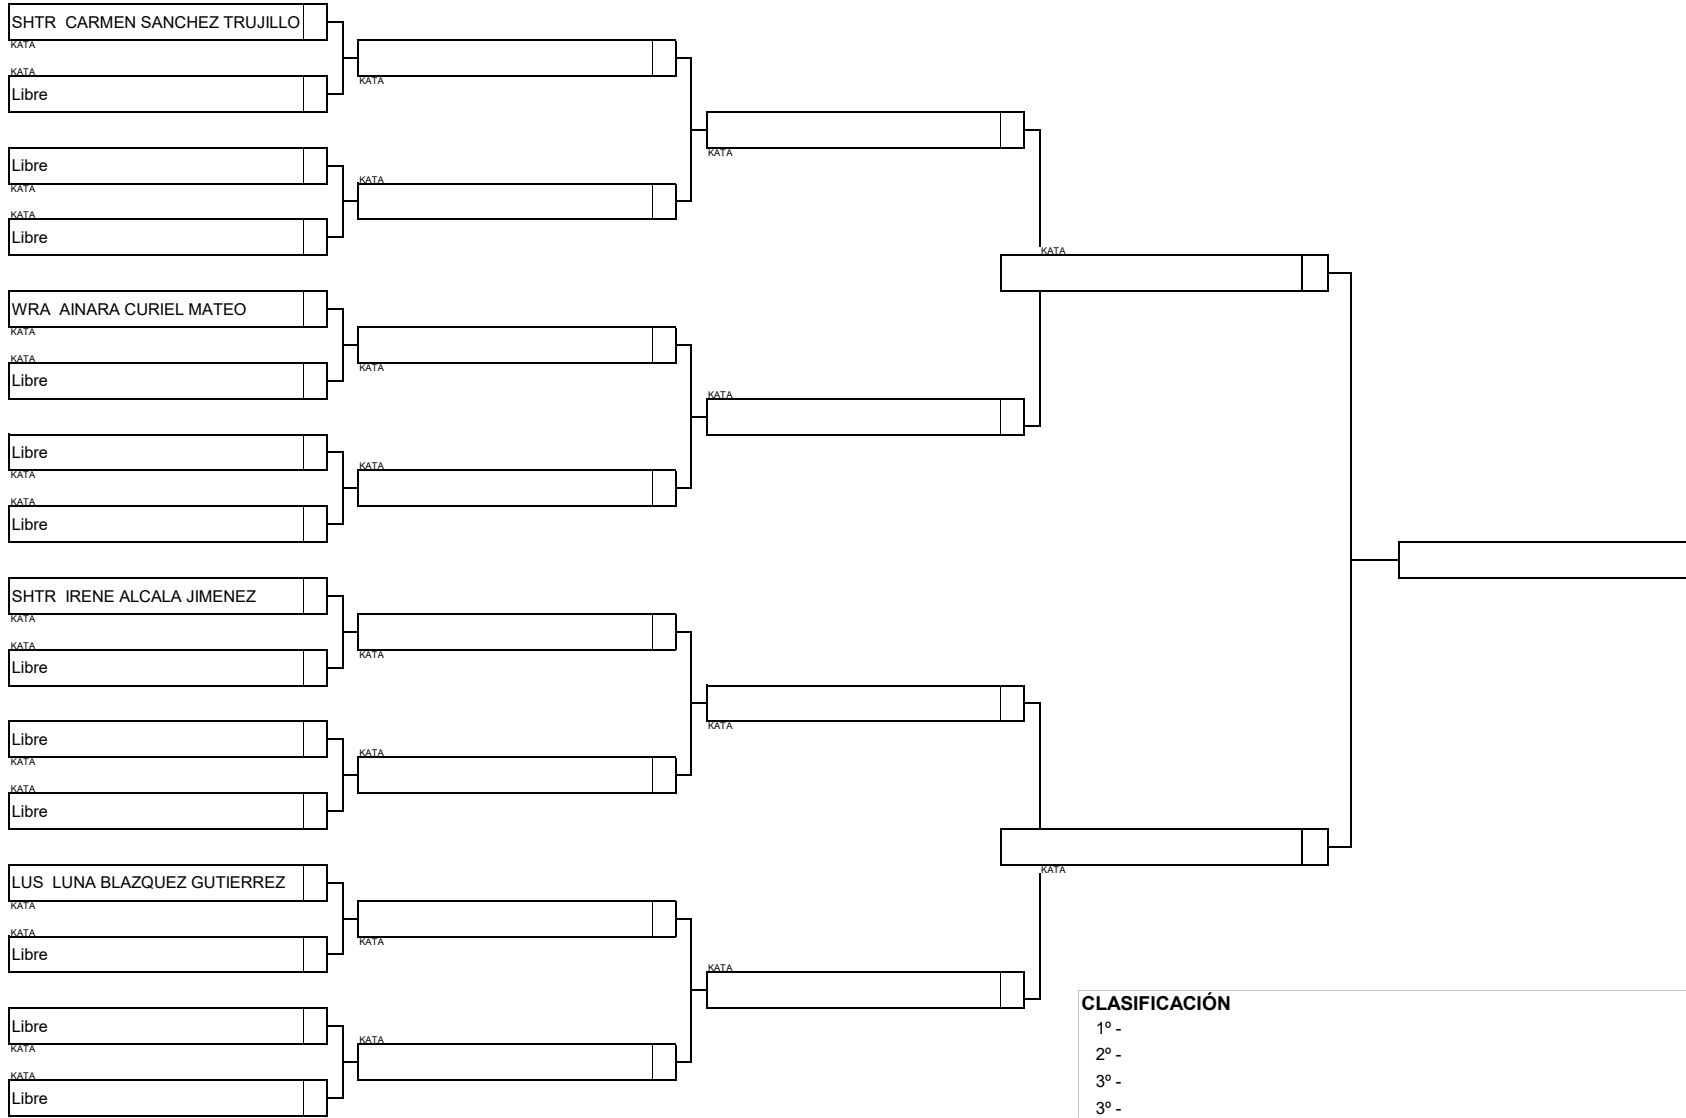 SHTR  CARMEN SANCHEZ TRUJILLO
KATA
KATA
Libre
Libre
KATA
KATA
Libre
WRA  AINARA CURIEL MATEO
KATA
KATA
Libre
Libre
KATA
KATA
Libre
SHTR  IRENE ALCALA JIMENEZ
KATA
KATA
Libre
Libre
KATA
KATA
Libre
LUS  LUNA BLAZQUEZ GUTIERREZ
KATA
KATA
Libre
Libre
KATA
KATA
Libre
KATA
KATA
KATA
KATA
KATA
KATA
KATA
KATA
KATA
KATA
KATA
KATA
KATA
KATA
CLASIFICACIÓN
1º -
2º -
3º -
3º -